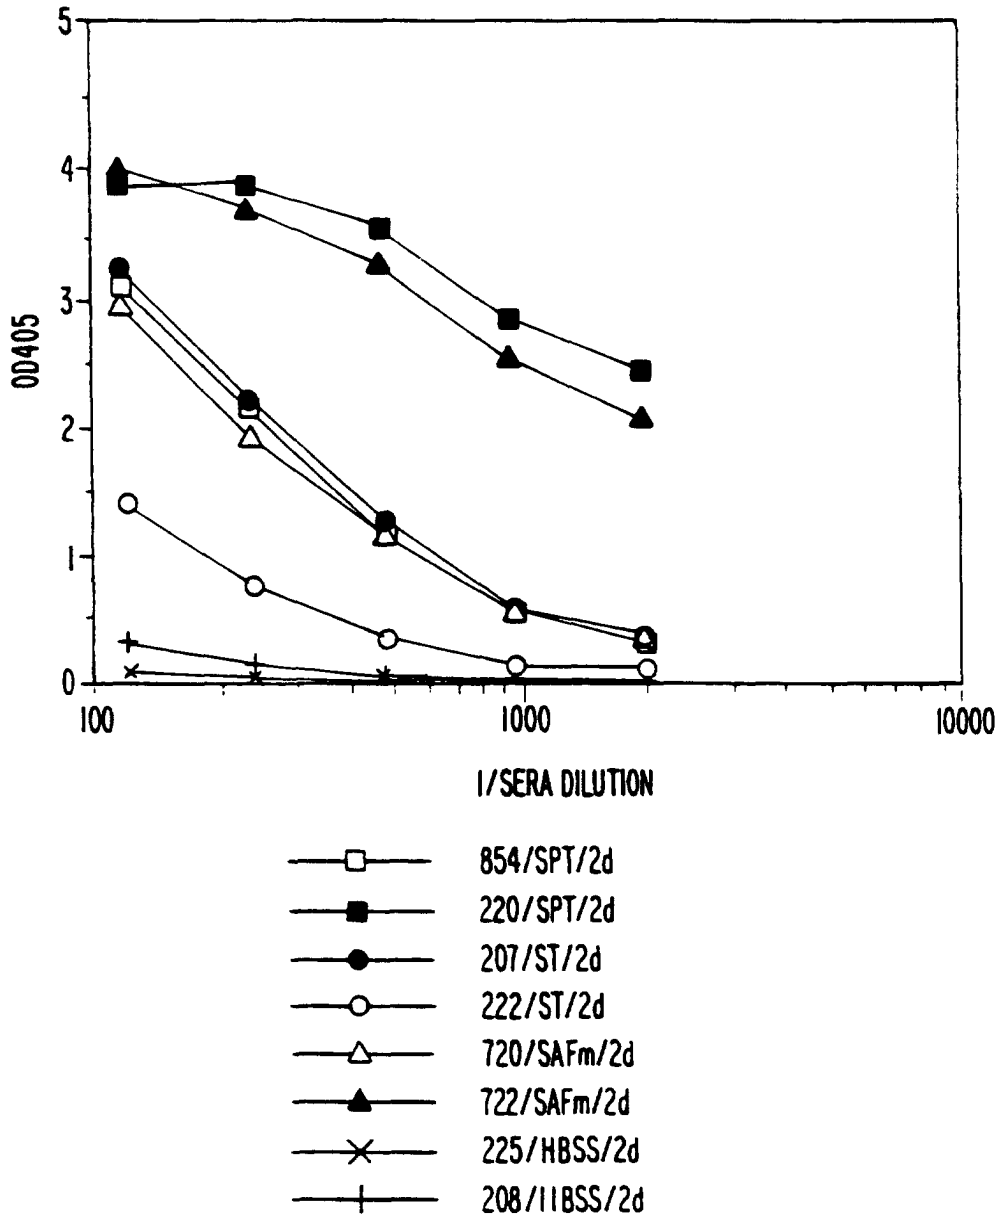 5
4
3
2
1
0
OD405
100 1000 10000
1/SERA DILUTION
854/SPT/2d
220/SPT/2d
207/ST/2d
222/ST/2d
720/SAFm/2d
722/SAFm/2d
225/HBSS/2d
208/11BSS/2d